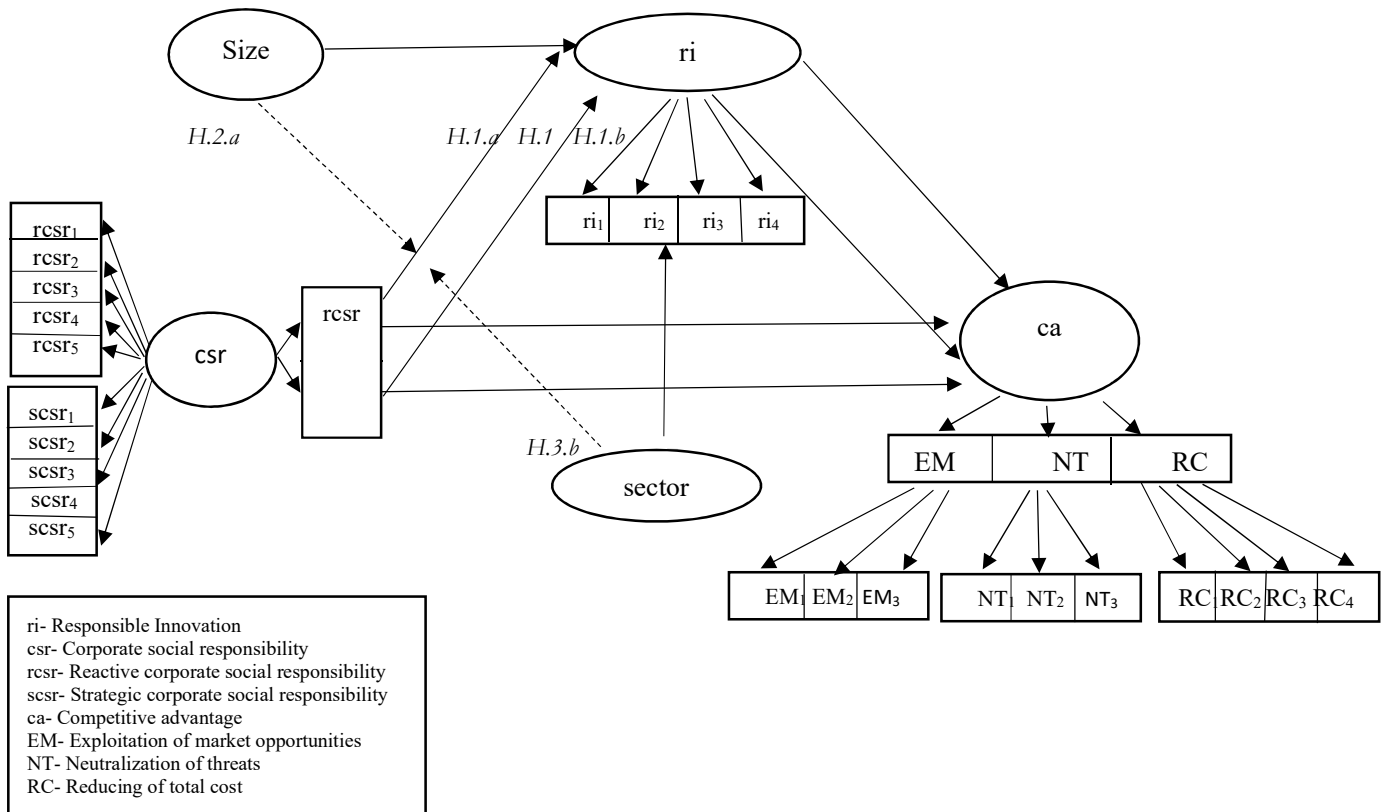 Size
ri
H.2.a
H.1.a
H.1
H.1.b
rcsr1
rcsr2
rcsr3
rcsr4
rcsr5
ri1 ri2 ri3 ri4
rcsr
csr
ca
scsr1
scsr2
scsr3
scsr4
scsr5
H.3.b
sector
EM NT RC
EM1 EM2 EM3
NT1 NT2 NT3
RC1 RC2 RC3 RC4
ri- Responsible Innovation
csr- Corporate social responsibility
rcsr- Reactive corporate social responsibility
scsr- Strategic corporate social responsibility
ca- Competitive advantage
EM- Exploitation of market opportunities
NT- Neutralization of threats
RC- Reducing of total cost